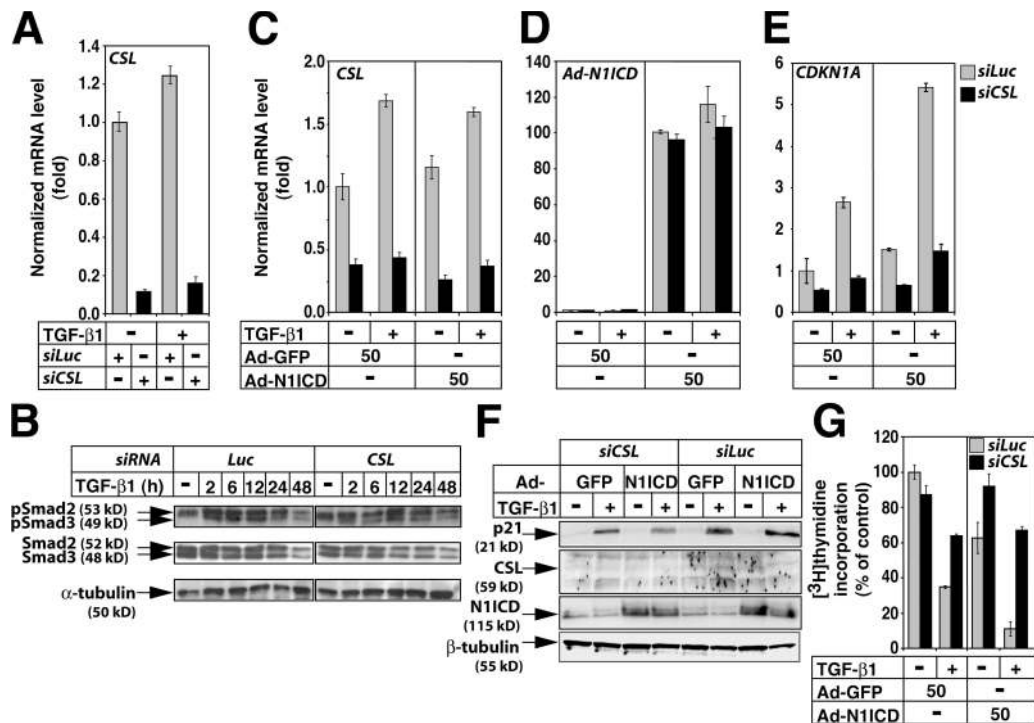 A
CSL
Normalized mRNA level
(fold)
1.4
1.2
1.0
0.8
0.6
0.4
0.2
0.0
TGF-β1 - +
siLuc + - + -
siCSL - + - +
C
CSL
Normalized mRNA level
(fold)
2.0
1.5
1.0
0.5
0.0
TGF-β1 - + - +
Ad-GFP 50 -
Ad-N1ICD - 50
D
Ad-N1ICD
140
120
100
80
60
40
20
0
- + - +
50 -
- 50
E
CDKN1A
siLuc
siCSL
6
5
4
3
2
1
0
- + - +
50 -
- 50
B
siRNA Luc CSL
TGF-β1 (h) - 2 6 12 24 48 - 2 6 12 24 48
pSmad2 (53 kD)
pSmad3 (49 kD)
Smad2 (52 kD)
Smad3 (48 kD)
α-tubulin
(50 kD)
F
siCSL siLuc
Ad- GFP N1ICD GFP N1ICD
TGF-β1 - + - + - + - +
p21
(21 kD)
CSL
(59 kD)
N1ICD
(115 kD)
β-tubulin
(55 kD)
G
siLuc
siCSL
[³H]thymidine
incorporation
(% of control)
120
100
80
60
40
20
0
TGF-β1 - + - +
Ad-GFP 50 -
Ad-N1ICD - 50